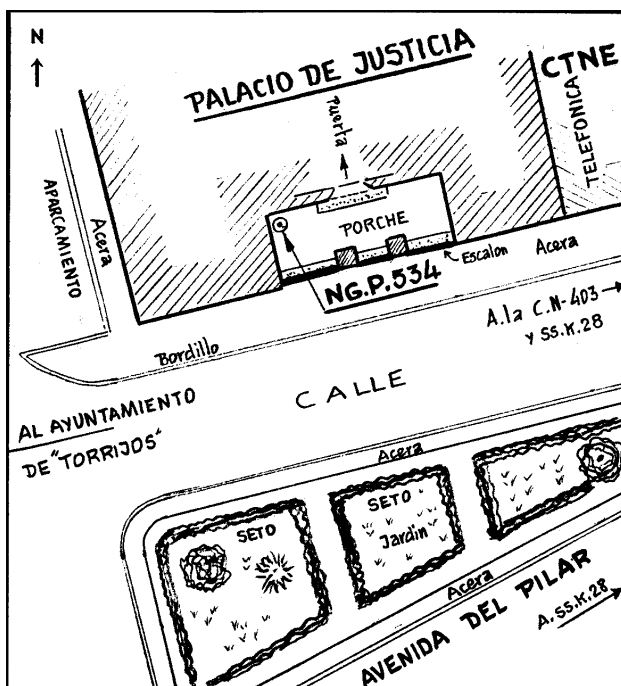 N
PALACIO DE JUSTICIA
CTNE
TELEFONICA
Puerta
APARCAMIENTO
Acera
PORCHE
Escalon
Acera
NG.P.534
A.la C.N-403
y SS.K.28
Bordillo
CALLE
AL AYUNTAMIENTO
DE "TORRIJOS"
Acera
SETO
SETO
Jardin
Acera
AVENIDA DEL PILAR
A.SS.K.28